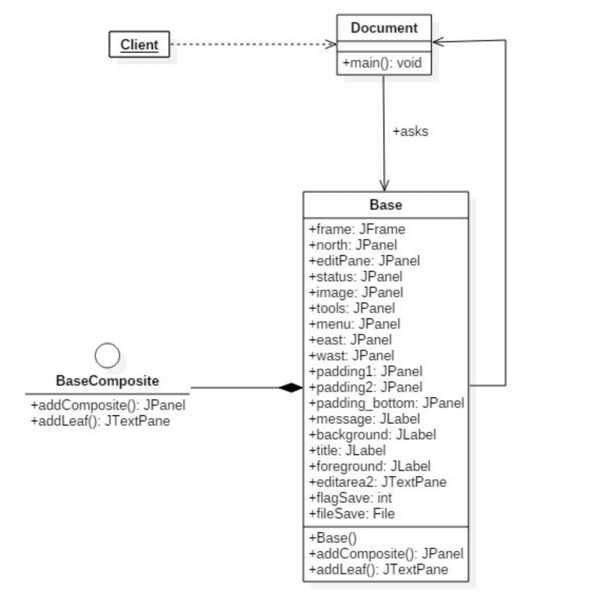 Client
Document
+main(): void
+asks
Base
+frame: JFrame
+north: JPanel
+editPane: JPanel
+status: JPanel
+image: JPanel
+tools: JPanel
+menu: JPanel
+east: JPanel
+wast: JPanel
+padding1: JPanel
+padding2: JPanel
+padding_bottom: JPanel
+message: JLabel
+background: JLabel
+title: JLabel
+foreground: JLabel
+editarea2: JTextPane
+flagSave: int
+fileSave: File
+Base()
+addComposite(): JPanel
+addLeaf(): JTextPane
BaseComposite
+addComposite(): JPanel
+addLeaf(): JTextPane